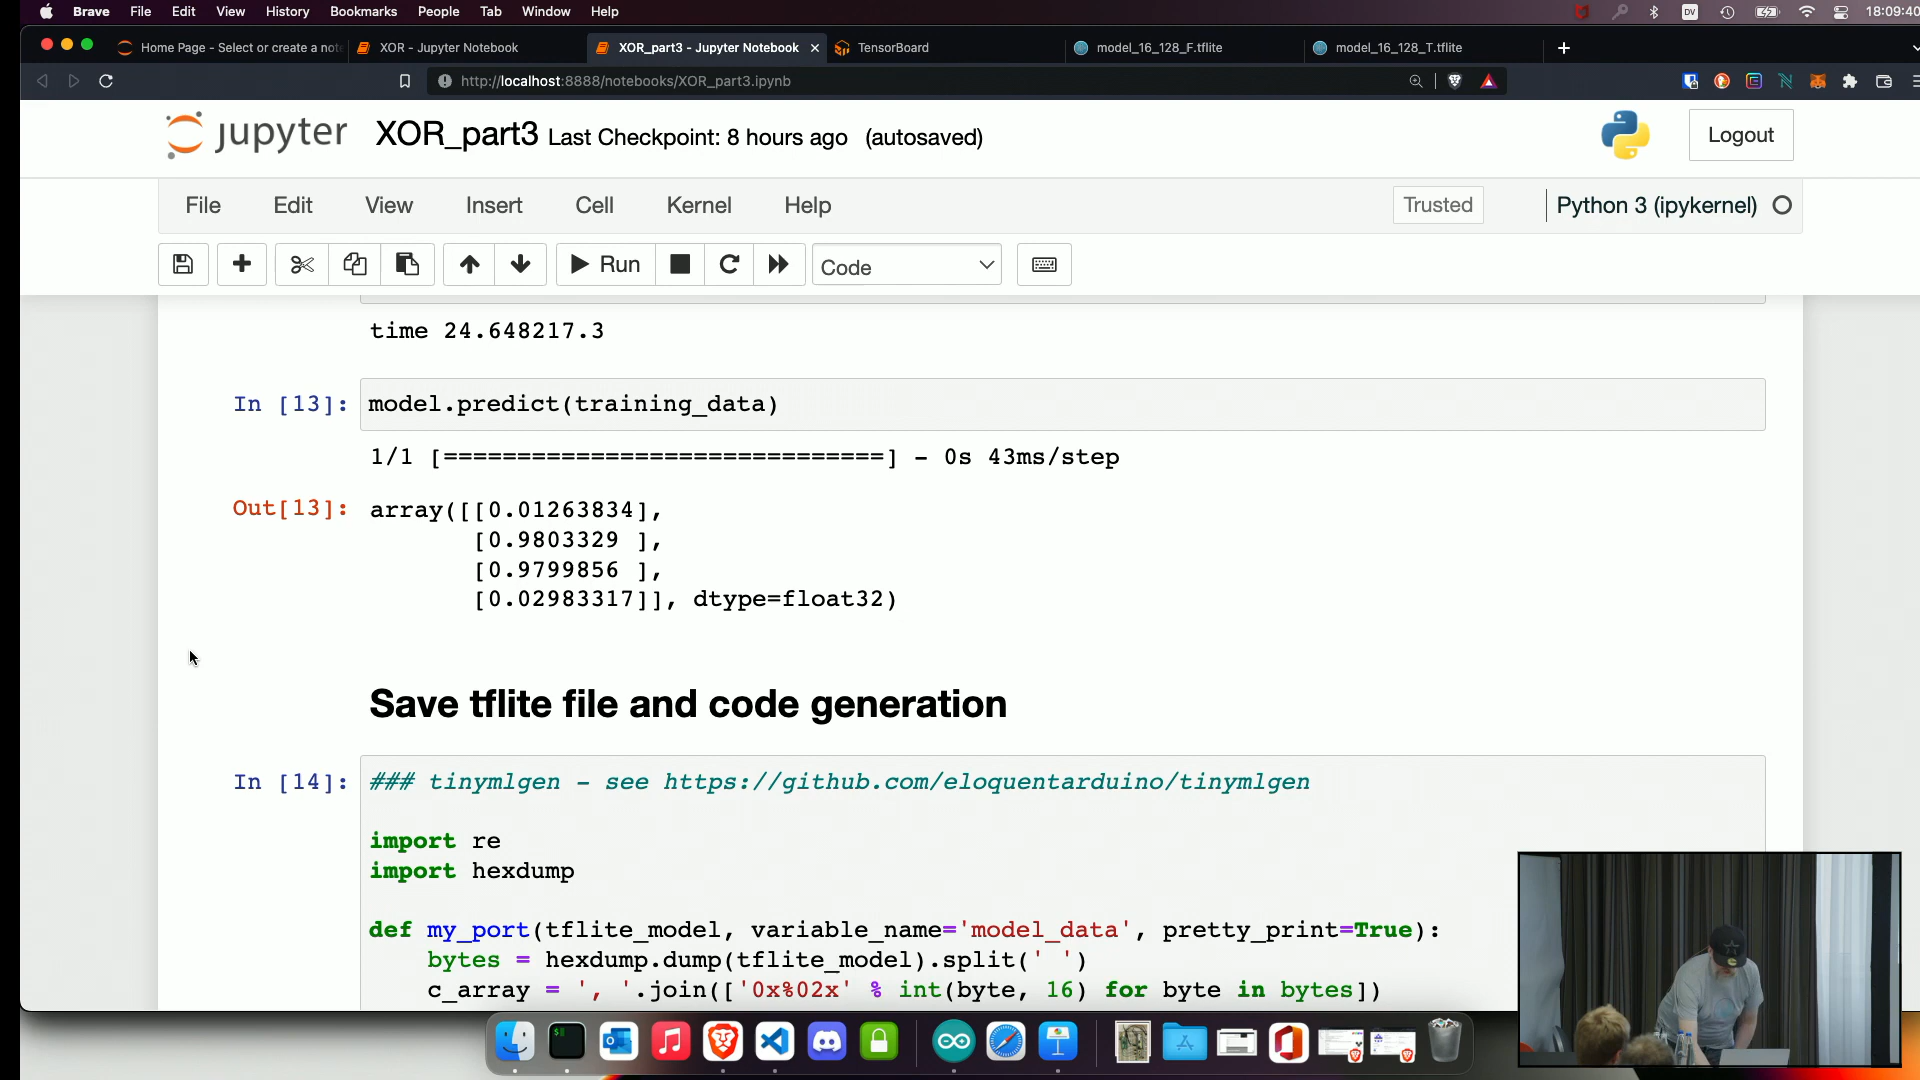 Brave File Edit View History Bookmarks People Tab Window Help DV 18:09:40
Home Page - Select or create a note XOR - Jupyter Notebook XOR_part3 - Jupyter Notebook TensorBoard model_16_128_F.tflite model_16_128_T.tflite
http://localhost:8888/notebooks/XOR_part3.ipynb
jupyter XOR_part3 Last Checkpoint: 8 hours ago (autosaved) Logout
File Edit View Insert Cell Kernel Help Trusted Python 3 (ipykernel)
Run Code
time 24.648217.3
In [13]: model.predict(training_data)
1/1 [==============================] - 0s 43ms/step
Out[13]: array([[0.01263834],
[0.9803329 ],
[0.9799856 ],
[0.02983317]], dtype=float32)
Save tflite file and code generation
In [14]: ### tinymlgen - see https://github.com/eloquentarduino/tinymlgen
import re
import hexdump
def my_port(tflite_model, variable_name='model_data', pretty_print=True):
bytes = hexdump.dump(tflite_model).split(' ')
c_array = ', '.join(['0x%02x' % int(byte, 16) for byte in bytes])